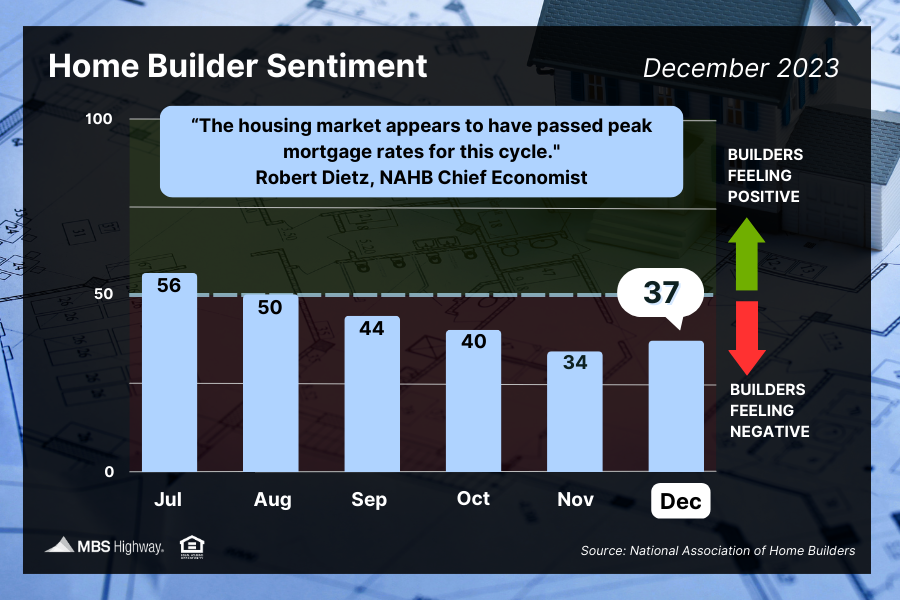 Home Builder Sentiment
December 2023
“The housing market appears to have passed peak
mortgage rates for this cycle."
Robert Dietz, NAHB Chief Economist
100
50
0
56
50
44
40
34
37
Jul
Aug
Sep
Oct
Nov
Dec
BUILDERS
FEELING
POSITIVE
BUILDERS
FEELING
NEGATIVE
MBS Highway.
Source: National Association of Home Builders